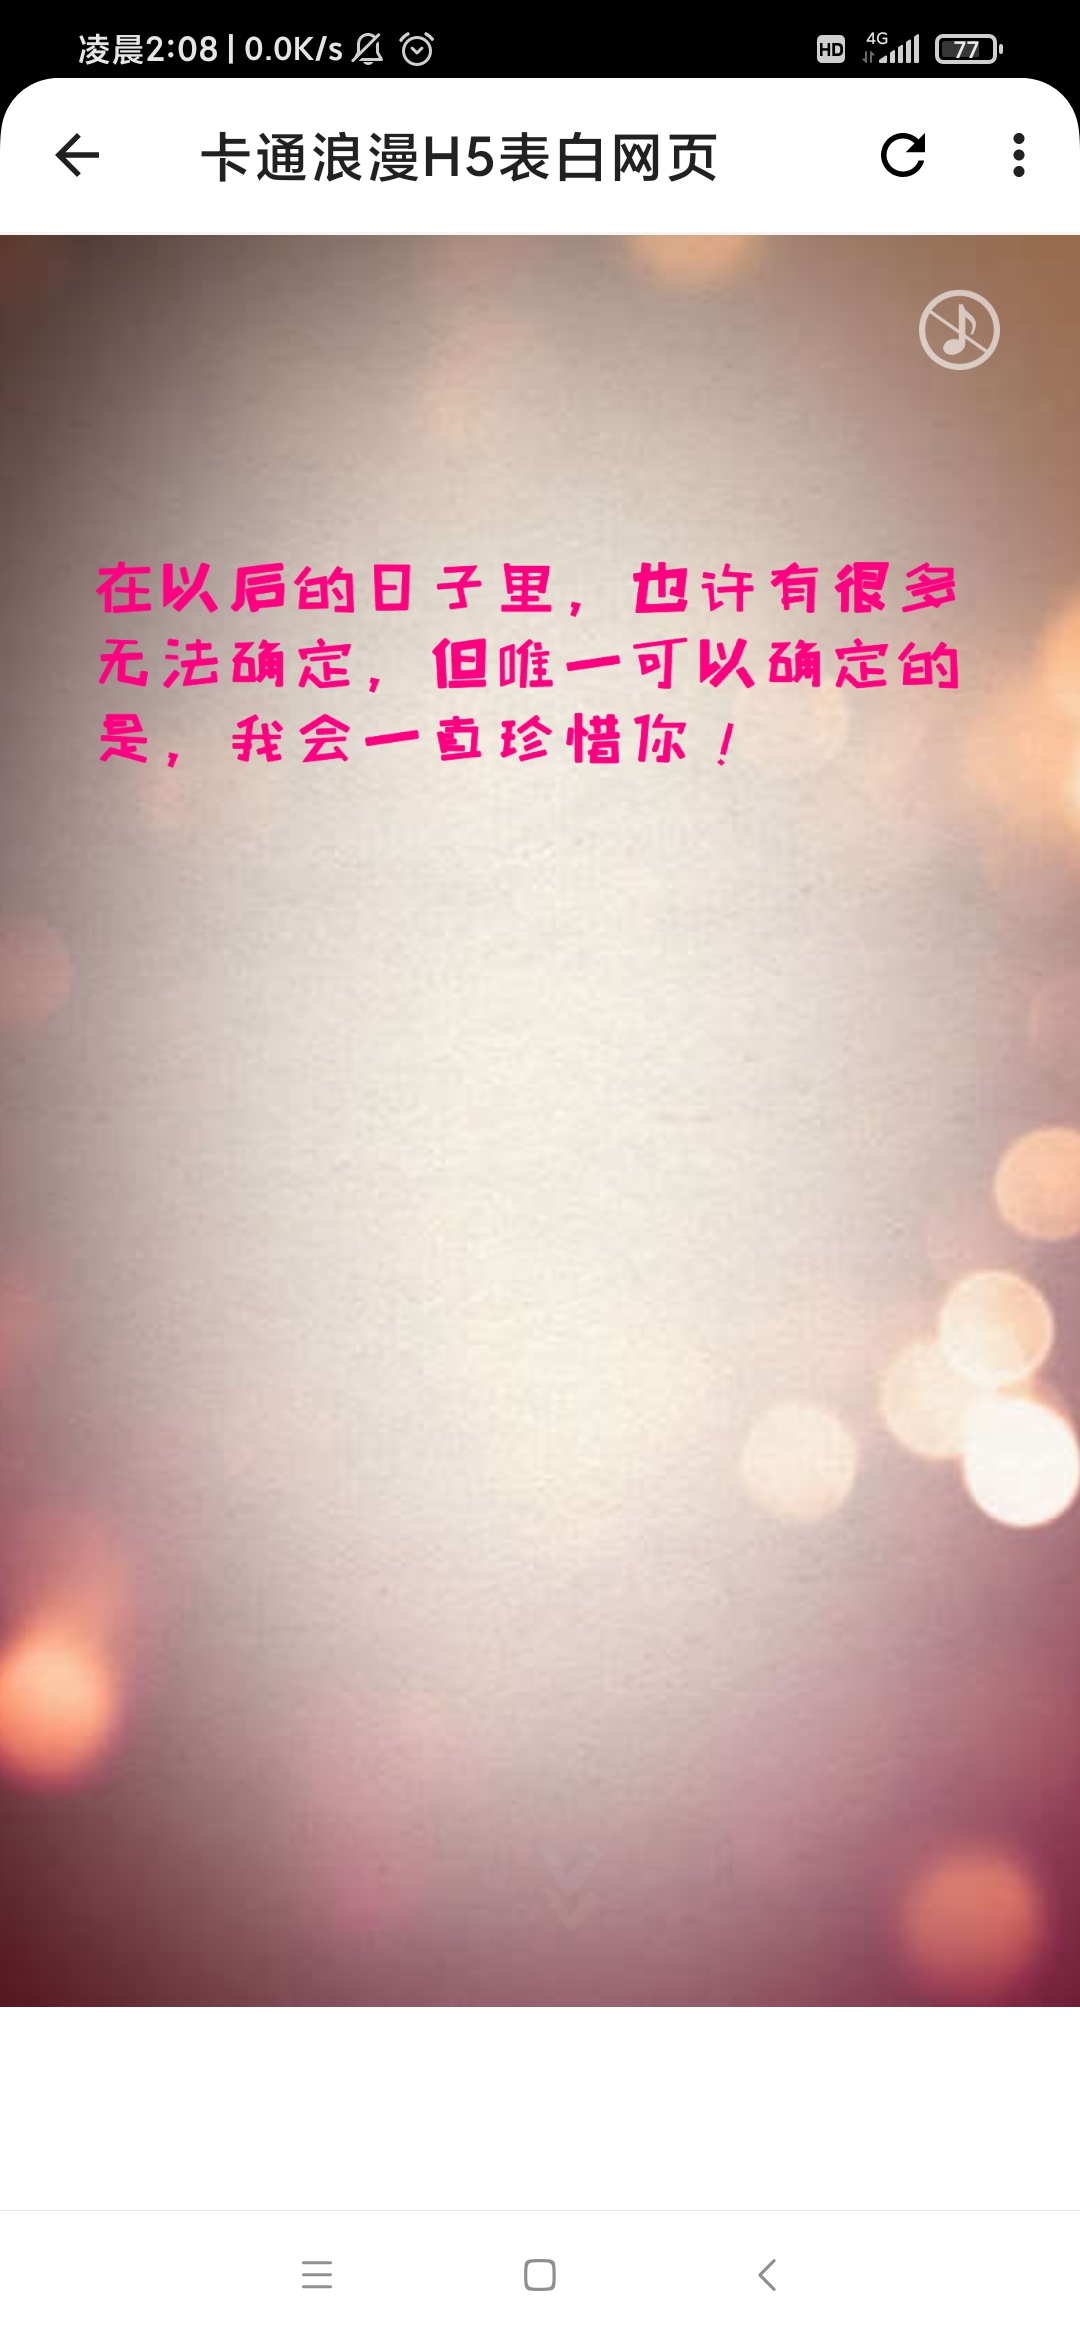 凌晨2:08 | 0.0K/s
HD 4G 77
卡通浪漫H5表白网页
在以后的日子里，也许有很多
无法确定，但唯一可以确定的
是，我会一直珍惜你！